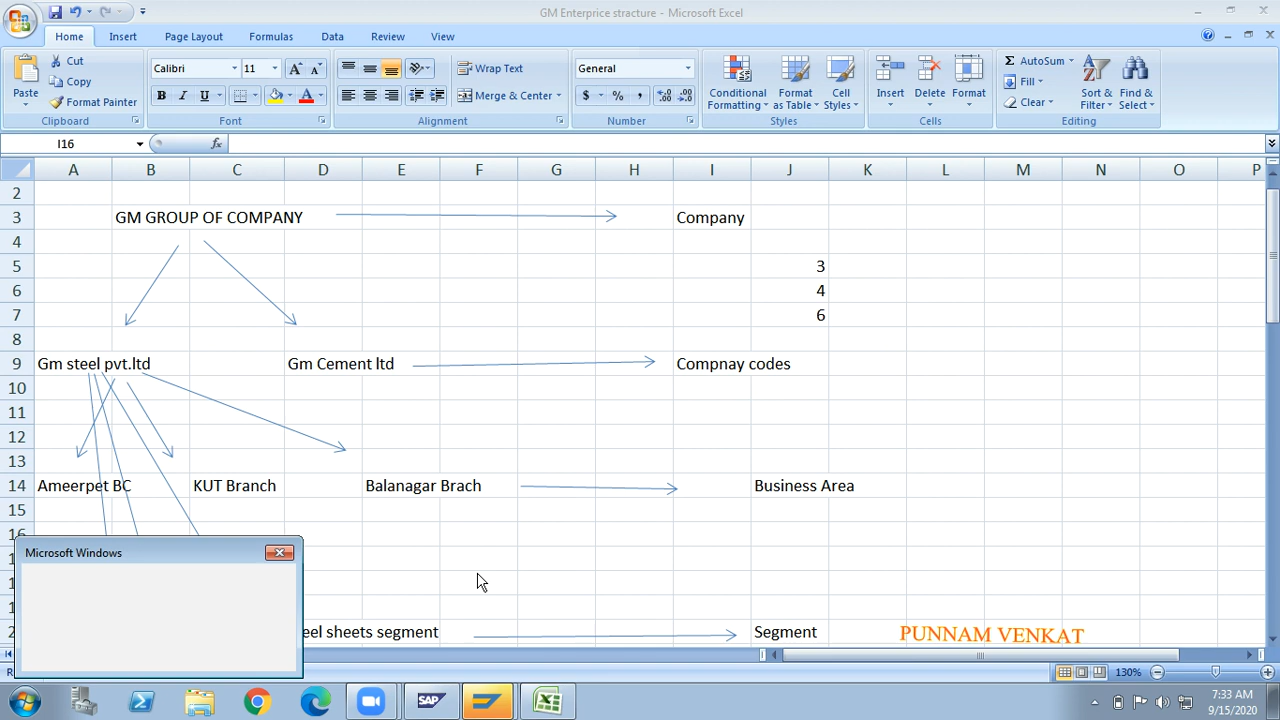 GM Enterprice stracture - Microsoft Excel
Home Insert Page Layout Formulas Data Review View
Paste
Cut
Copy
Format Painter
Clipboard
Calibri 11
B I U
Font
Wrap Text
Merge & Center
Alignment
General
$ % ,
Number
Conditional Formatting
Format as Table
Cell Styles
Styles
Insert Delete Format
Cells
AutoSum
Fill
Clear
Sort & Filter
Find & Select
Editing
I16 fx
A B C D E F G H I J K L M N O P
2
3 GM GROUP OF COMPANY Company
4
5 3
6 4
7 6
8
9 Gm steel pvt.ltd Gm Cement ltd Compnay codes
10
11
12
13
14 Ameerpet BC KUT Branch Balanagar Brach Business Area
15
16
Microsoft Windows
sheets segment Segment
PUNNAM VENKAT
130%
SAP
7:33 AM
9/15/2020